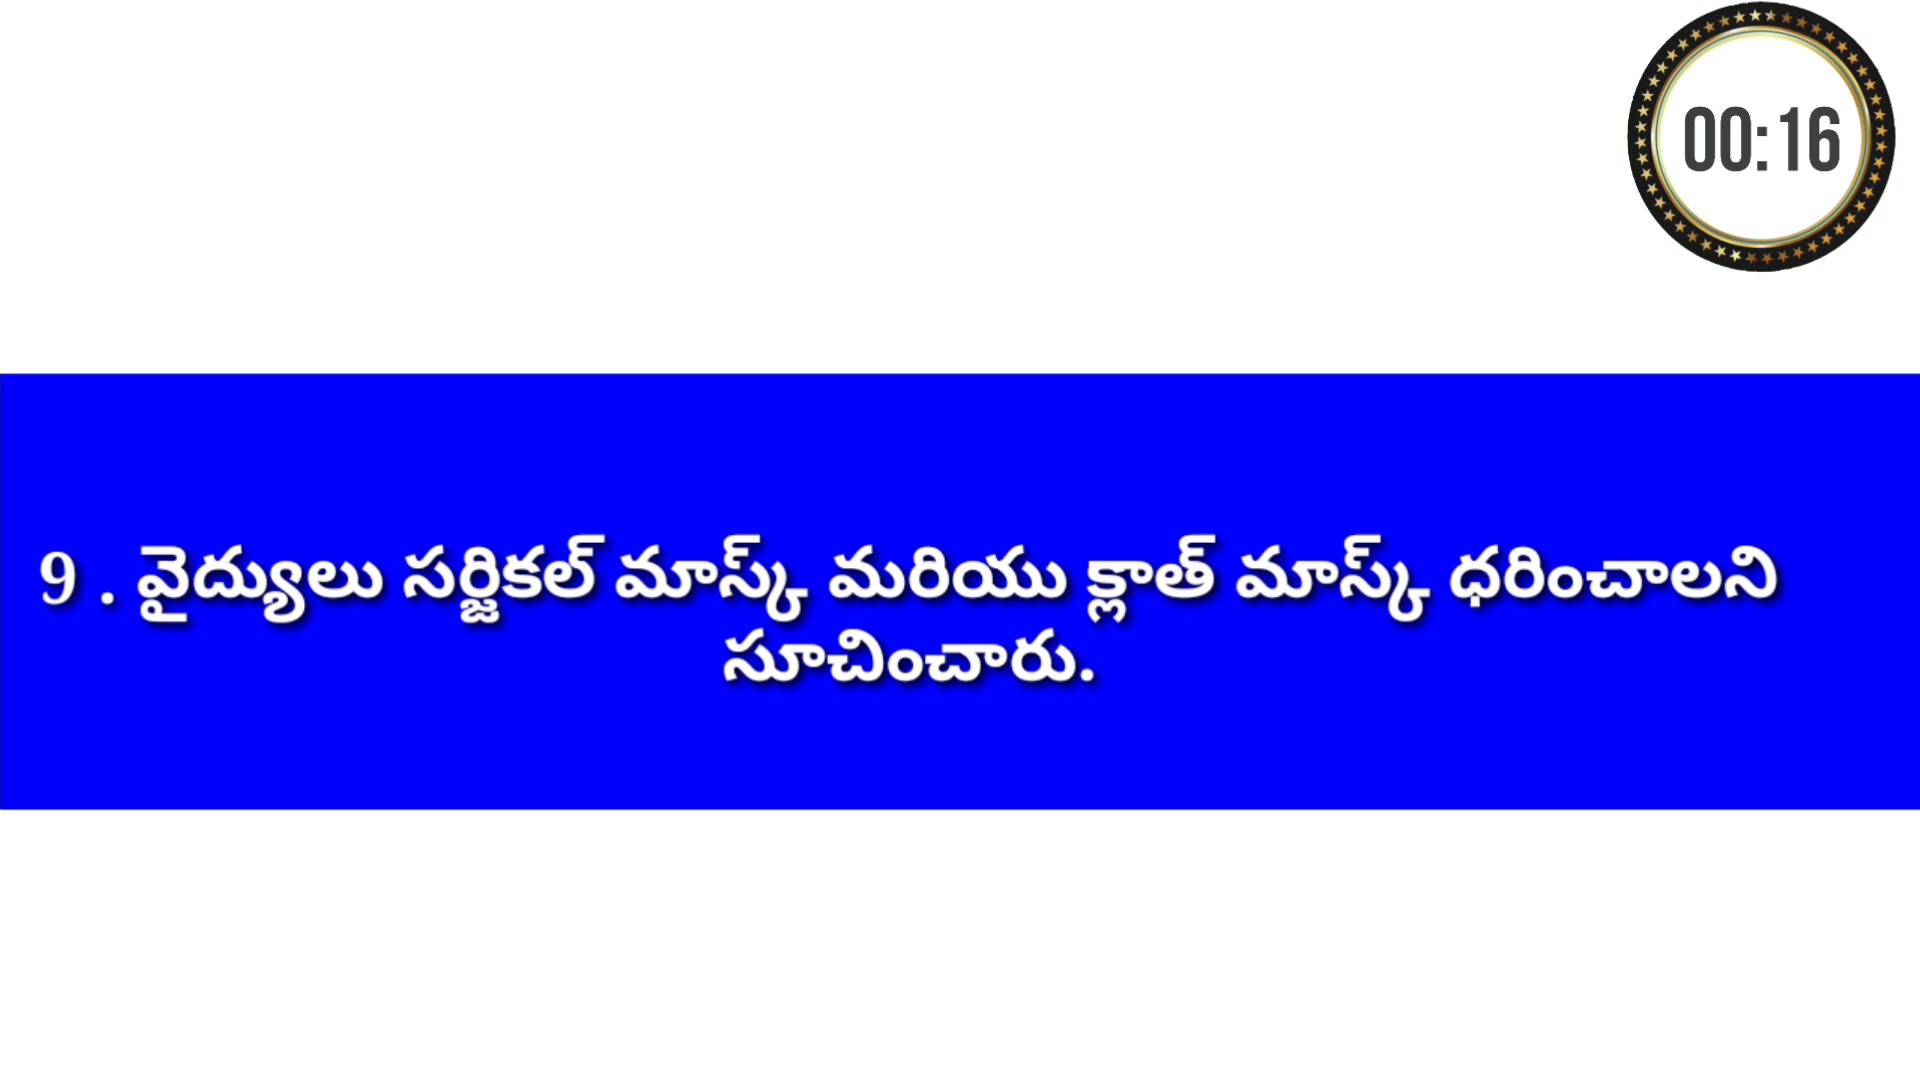 00:16
9 . వైద్యులు సర్జికల్ మాస్క్ మరియు క్లాత్ మాస్క్ ధరించాలని
సూచించారు.